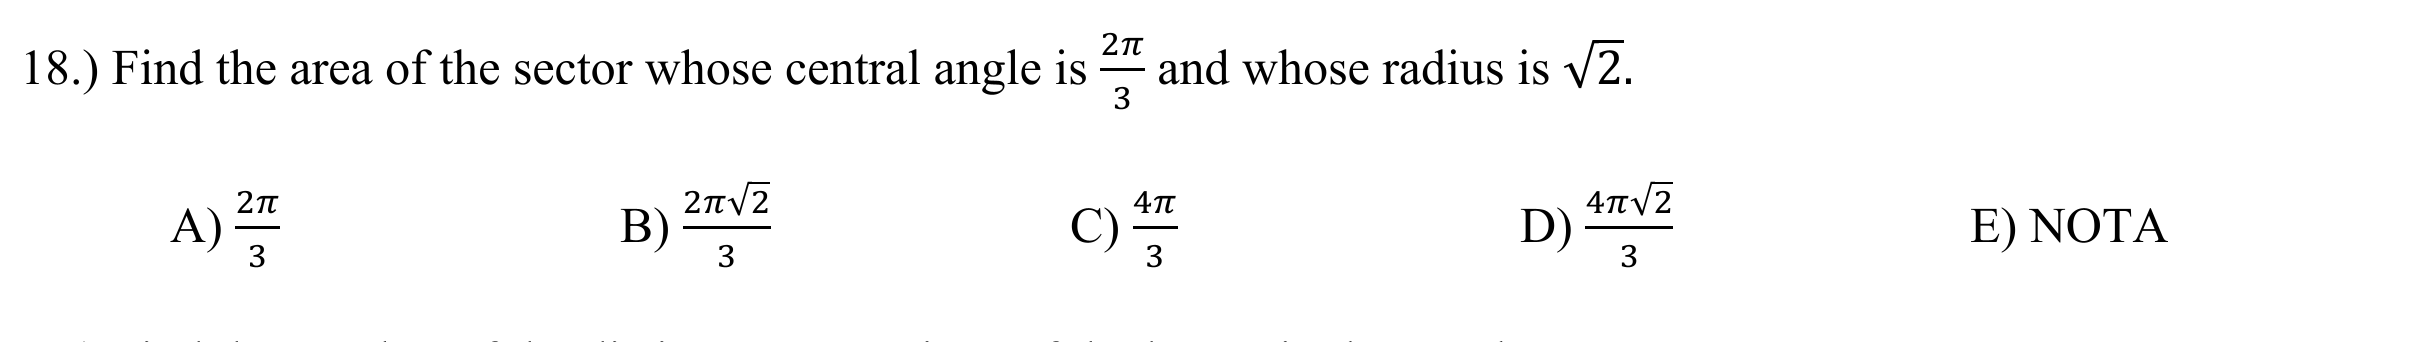 18.) Find the area of the sector whose central angle is 2π/3 and whose radius is √2.
A) 2π/3 B) 2π√2/3 C) 4π/3 D) 4π√2/3 E) NOTA